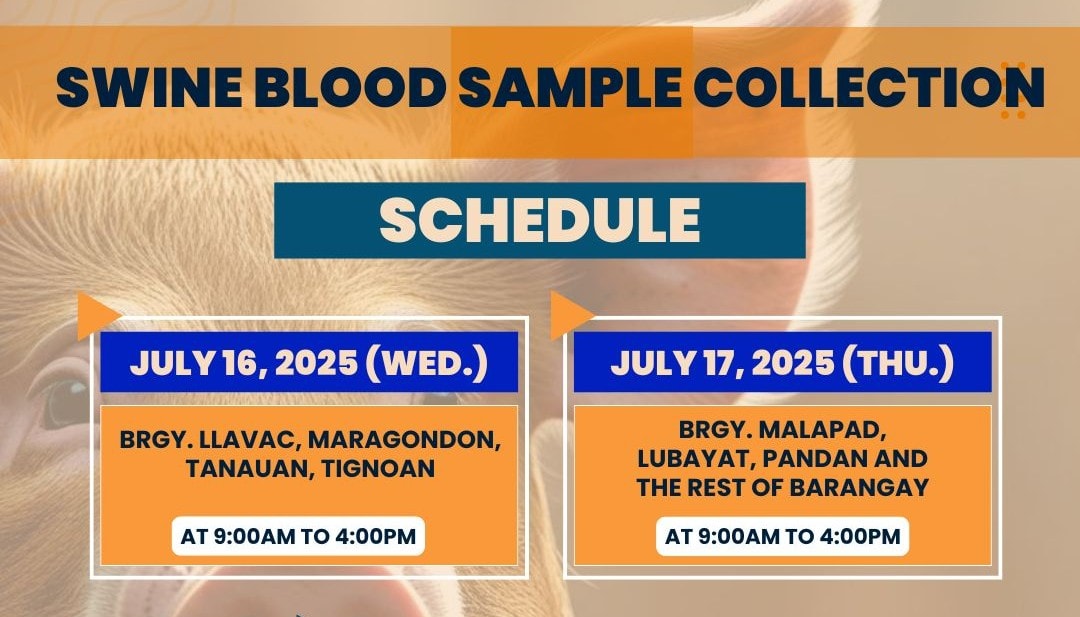 SWINE BLOOD SAMPLE COLLECTION
SCHEDULE
JULY 16, 2025 (WED.)
BRGY. LLAVAC, MARAGONDON,
TANAUAN, TIGNOAN
AT 9:00AM TO 4:00PM
JULY 17, 2025 (THU.)
BRGY. MALAPAD,
LUBAYAT, PANDAN AND
THE REST OF BARANGAY
AT 9:00AM TO 4:00PM